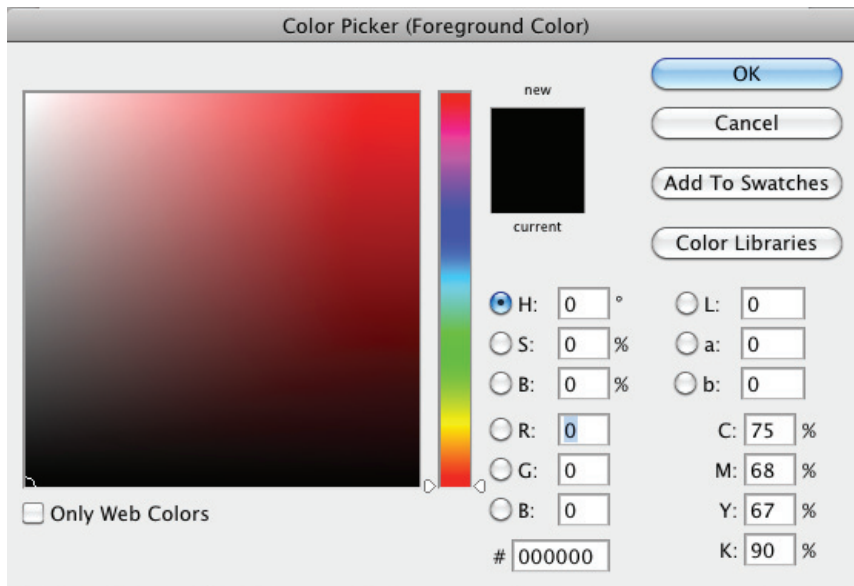 Color Picker (Foreground Color)
new
current
OK
Cancel
Add To Swatches
Color Libraries
H: 0 °
S: 0 %
B: 0 %
R: 0
G: 0
B: 0
# 000000
L: 0
a: 0
b: 0
C: 75 %
M: 68 %
Y: 67 %
K: 90 %
Only Web Colors